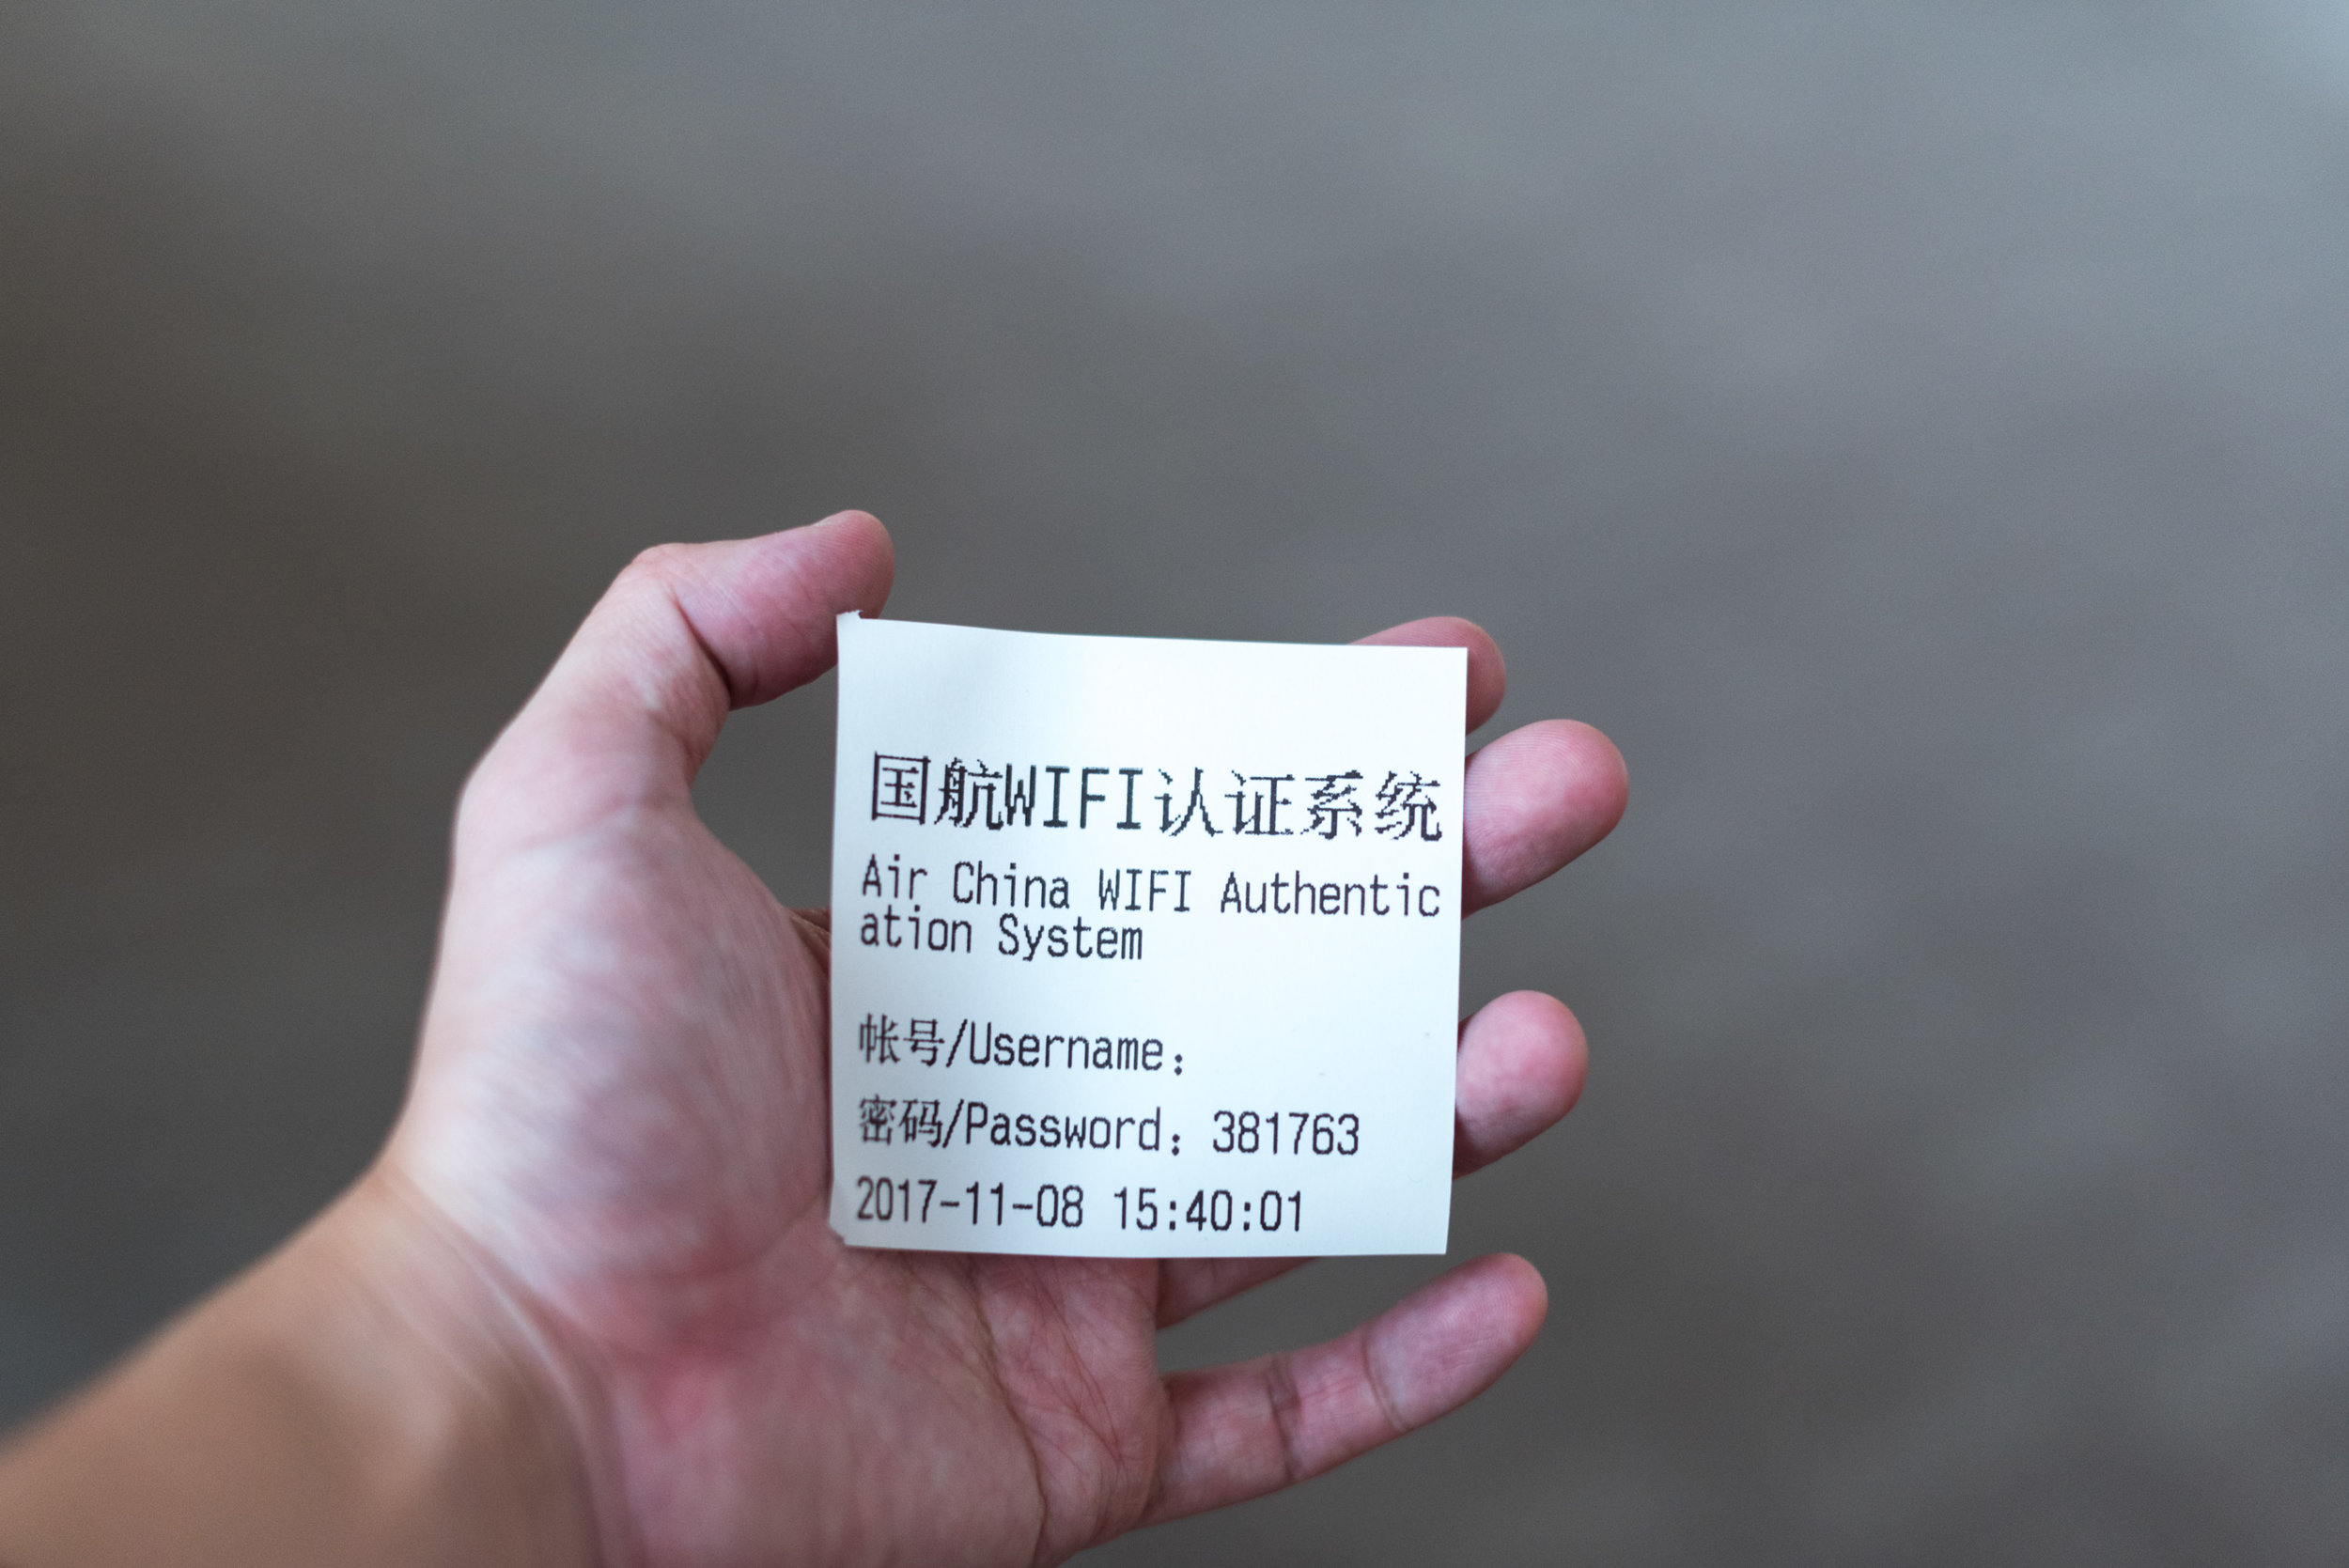 国航WIFI认证系统
Air China WIFI Authentic
ation System
帐号/Username：
密码/Password：381763
2017-11-08 15:40:01